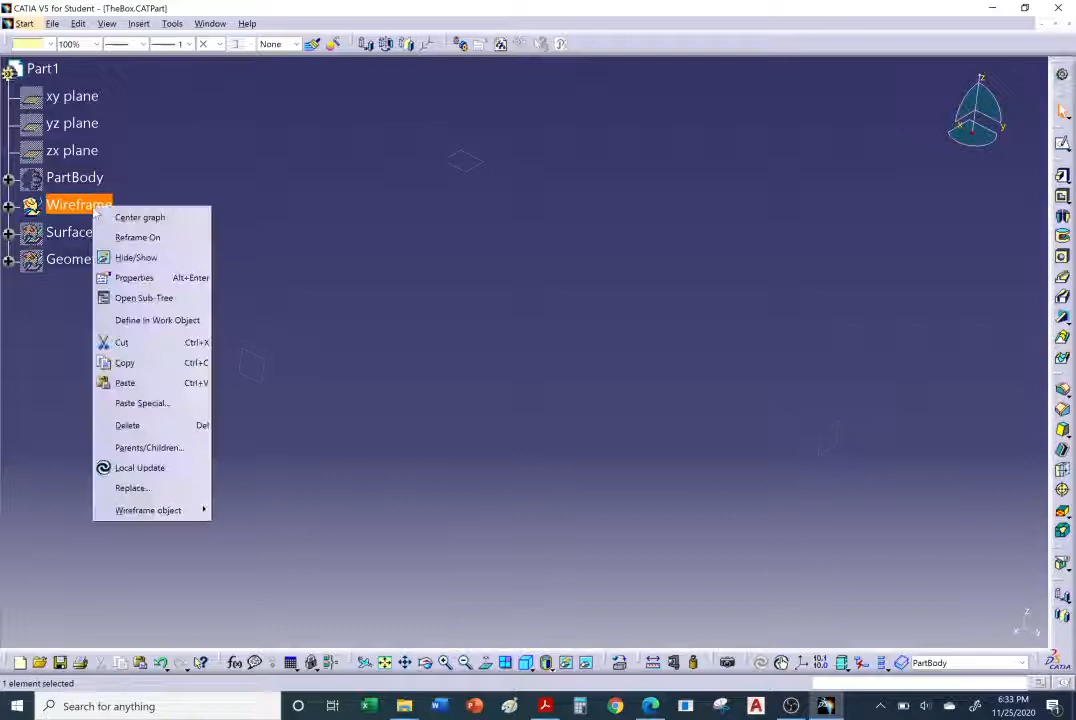 CATIA V5 for Student - [TheBox.CATPart]
Start File Edit View Insert Tools Window Help
100% 1 None
Part1
xy plane
yz plane
zx plane
PartBody
Wireframe
Surface
Geome
Center graph
Reframe On
Hide/Show
Properties Alt+Enter
Open Sub-Tree
Define In Work Object
Cut Ctrl+X
Copy Ctrl+C
Paste Ctrl+V
Paste Special...
Delete Del
Parents/Children...
Local Update
Replace...
Wireframe object
z
x y
z
x y
PartBody
CATIA
1 element selected
Search for anything
6:33 PM
11/25/2020